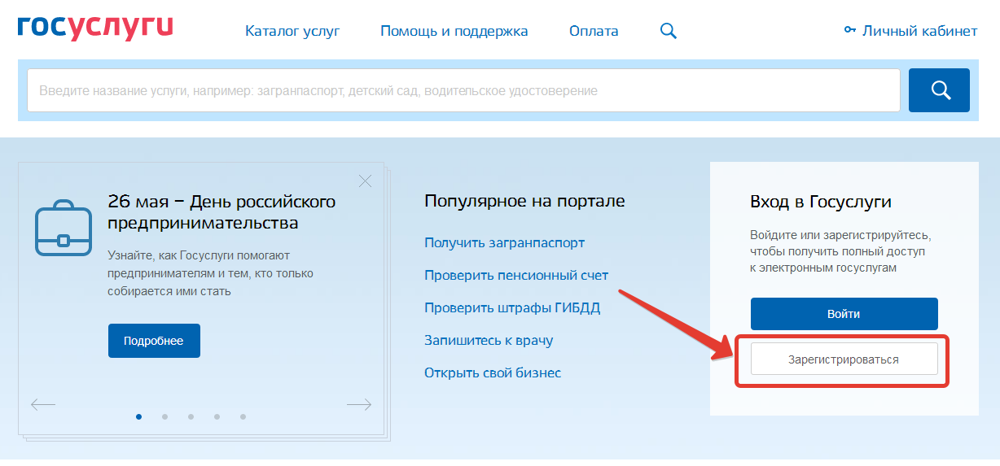 госуслуги
Каталог услуг
Помощь и поддержка
Оплата
Личный кабинет
Введите название услуги, например: загранпаспорт, детский сад, водительское удостоверение
26 мая – День российского
предпринимательства
Узнайте, как Госуслуги помогают
предпринимателям и тем, кто только
собирается ими стать
Подробнее
Популярное на портале
Получить загранпаспорт
Проверить пенсионный счет
Проверить штрафы ГИБДД
Запишитесь к врачу
Открыть свой бизнес
Вход в Госуслуги
Войдите или зарегистрируйтесь,
чтобы получить полный доступ
к электронным госуслугам
Войти
Зарегистрироваться